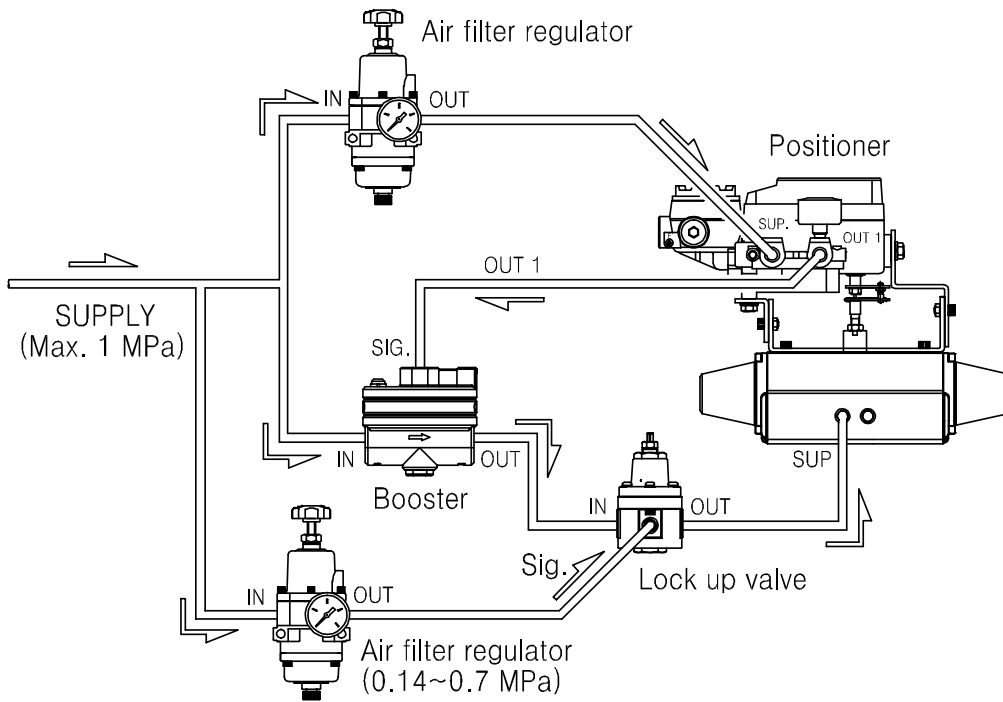 Air filter regulator
IN
OUT
Positioner
SUP.
OUT 1
OUT 1
SUPPLY
(Max. 1 MPa)
SIG.
IN
OUT
Booster
SUP
IN
OUT
Sig.
Lock up valve
IN
OUT
Air filter regulator
(0.14~0.7 MPa)